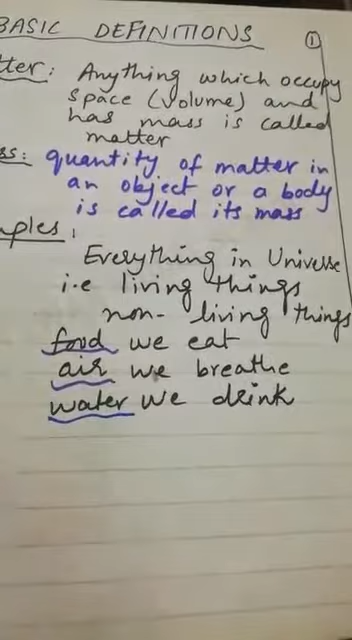 BASIC DEFINITIONS ①
tter: Anything which occupy
space (volume) and
has mass is called
matter
ss: quantity of matter in
an object or a body
is called its mass
mples:
Everything in Universe
i.e living things
non-living things
food we eat
air we breathe
water we drink